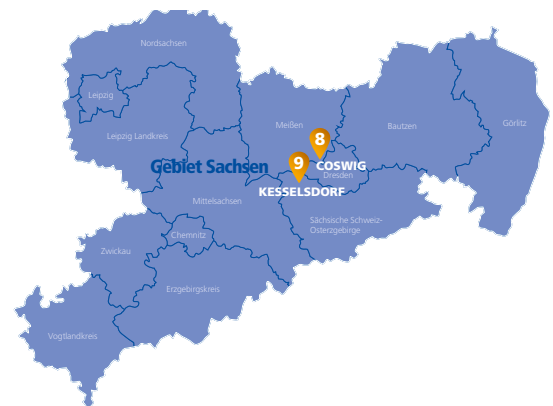 Nordsachsen
Leipzig
Leipzig Landkreis
Meißen
Bautzen
Görlitz
8
COSWIG
Gebiet Sachsen
9
Dresden
KESSELSDORF
Mittelsachsen
Sächsische Schweiz-
Osterzgebirge
Chemnitz
Zwickau
Erzgebirgskreis
Vogtlandkreis